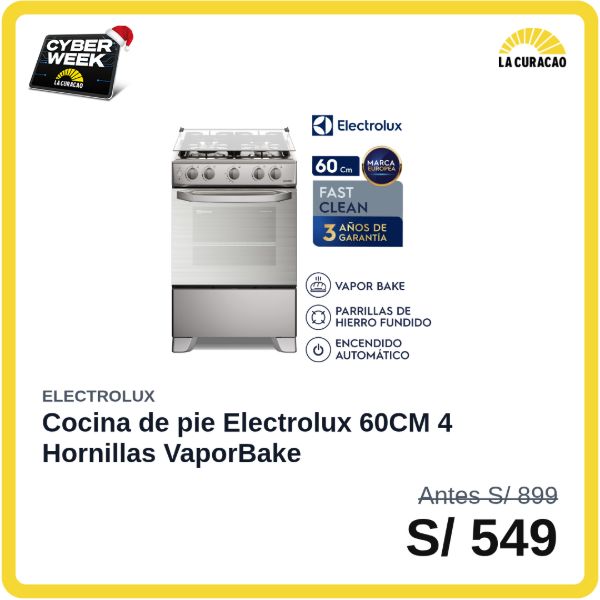 CYBER
WEEK
LA CURACAO
LA CURACAO
Electrolux
60 Cm
MARCA
EUROPEA
FAST
CLEAN
3 AÑOS DE
GARANTÍA
VAPOR BAKE
PARRILLAS DE
HIERRO FUNDIDO
ENCENDIDO
AUTOMÁTICO
ELECTROLUX
Cocina de pie Electrolux 60CM 4
Hornillas VaporBake
Antes S/ 899
S/ 549